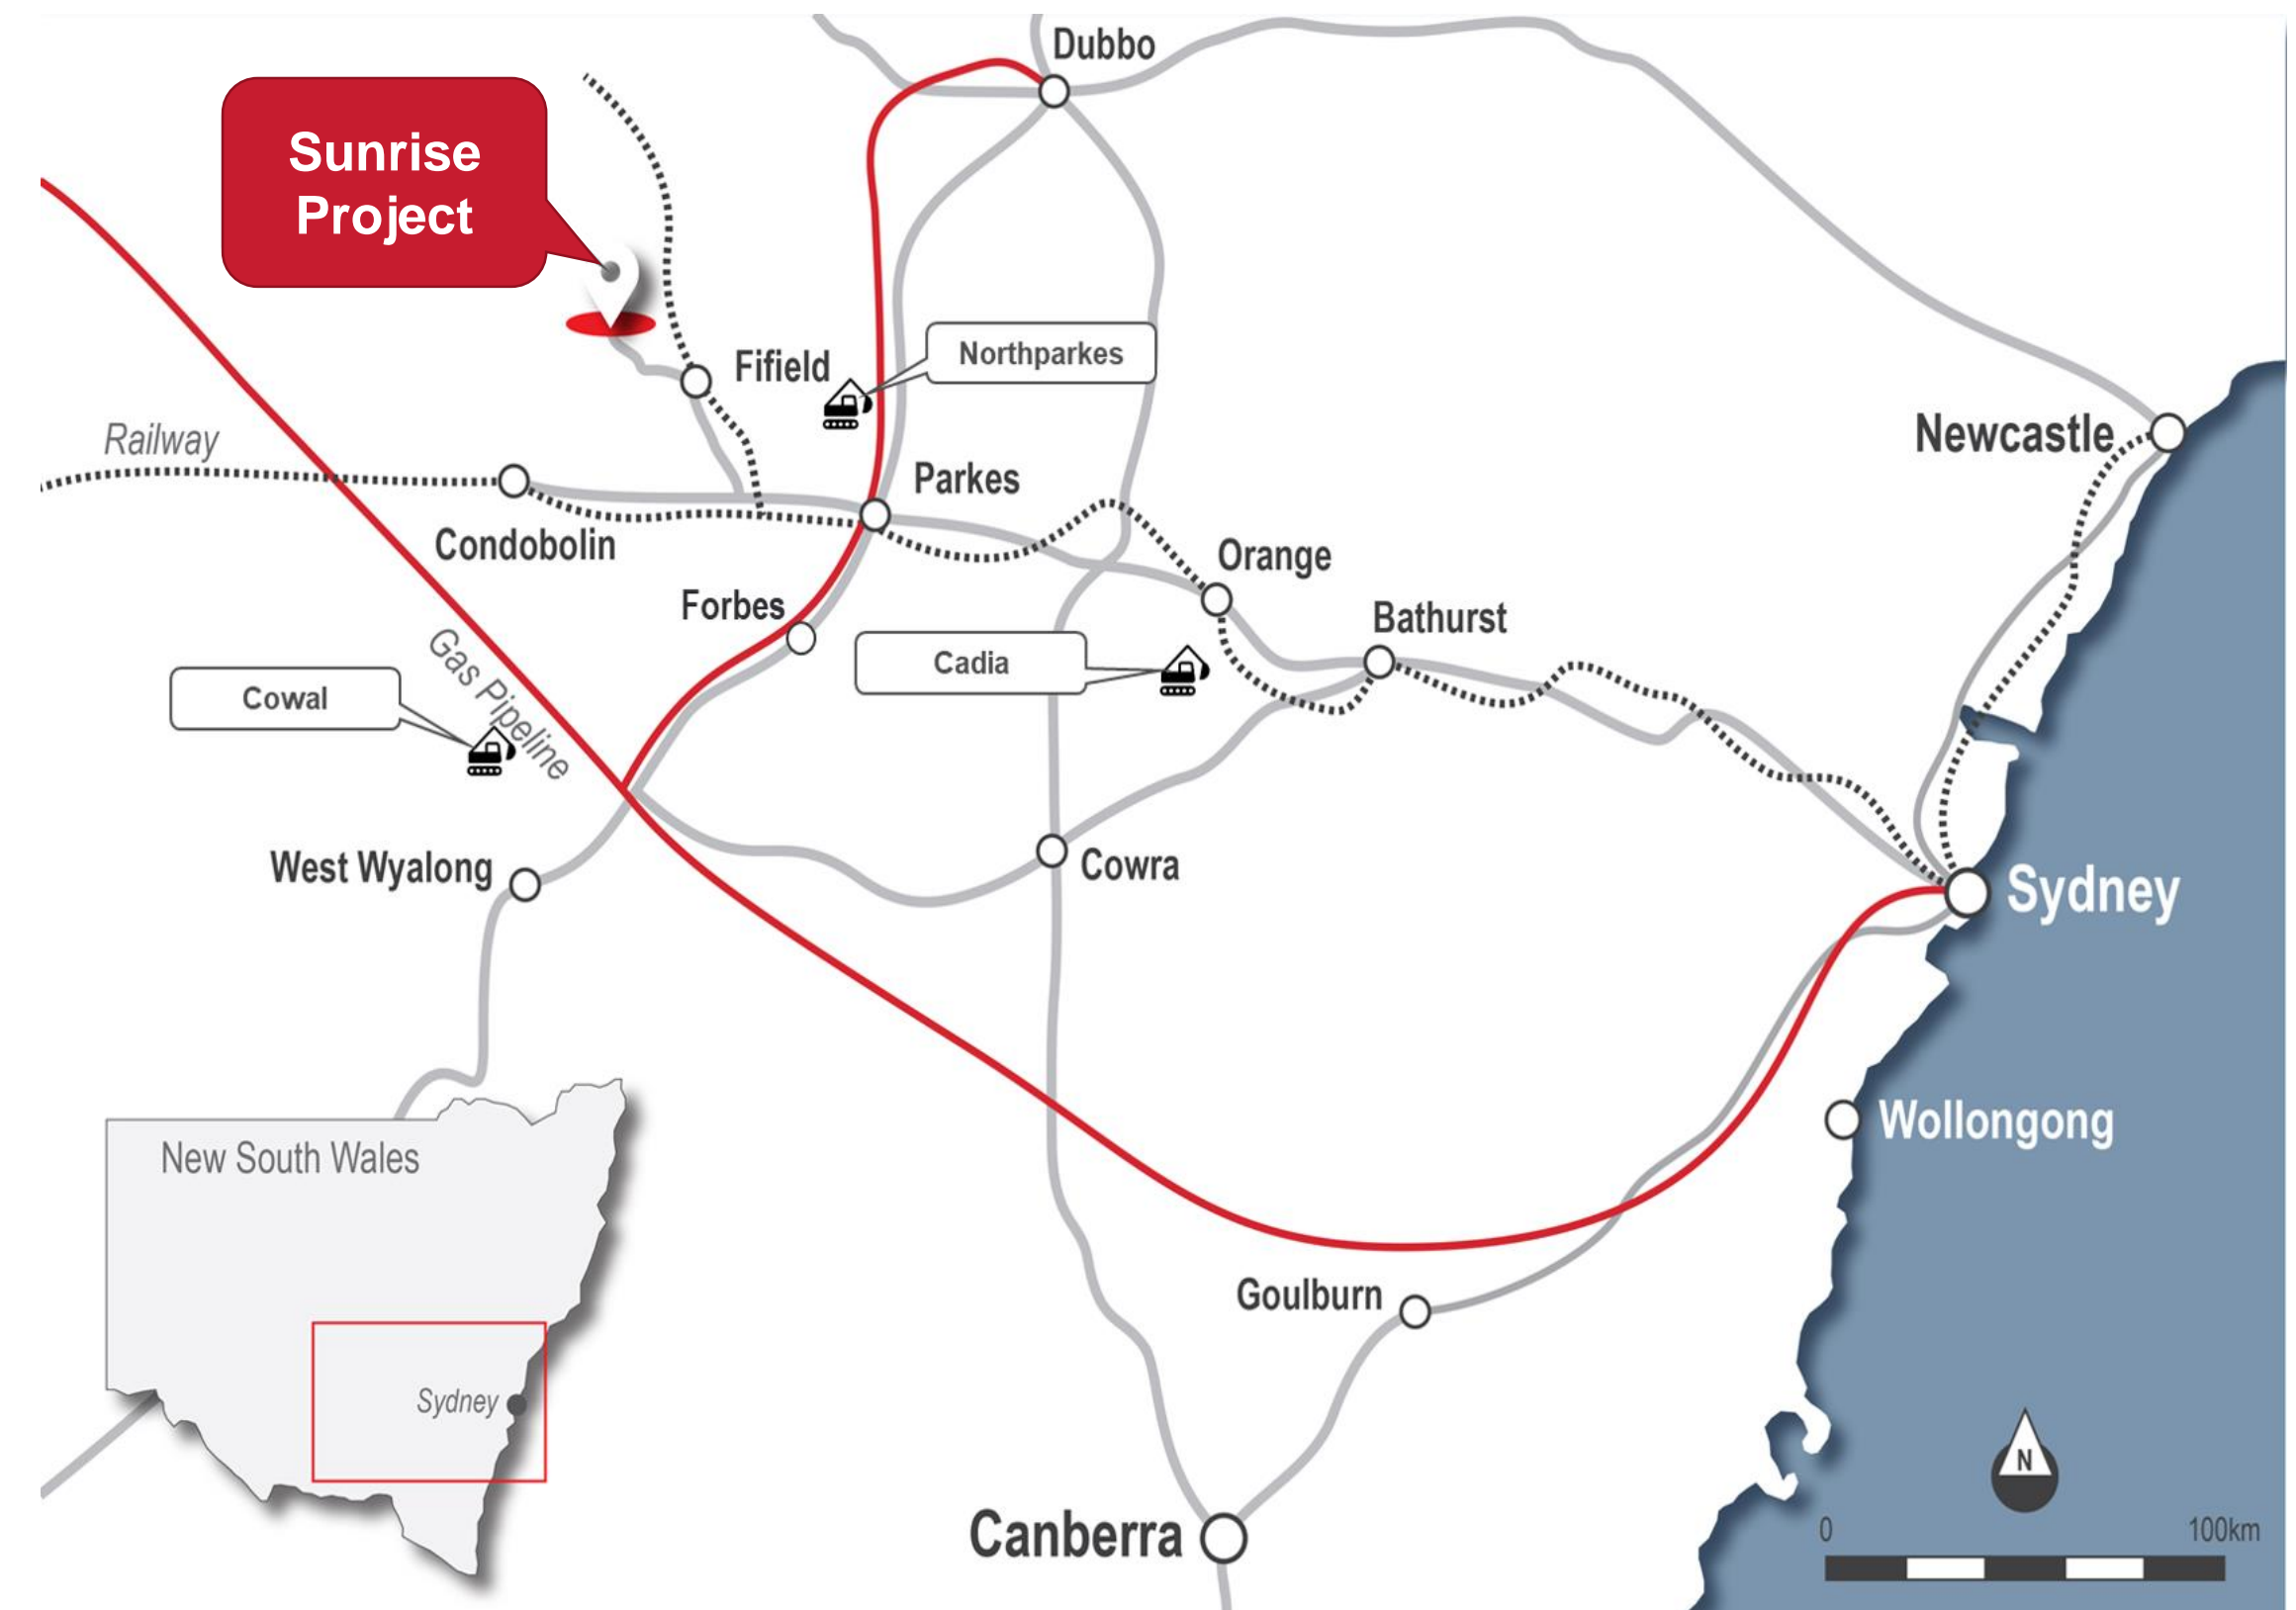 Dubbo
Sunrise
Project
Northparkes
Fifield
Railway
Newcastle
Parkes
Condobolin
Orange
Forbes
Bathurst
Cadia
Gas Pipeline
Cowal
West Wyalong
Cowra
Sydney
Wollongong
New South Wales
Goulburn
Sydney
N
Canberra
0
100km